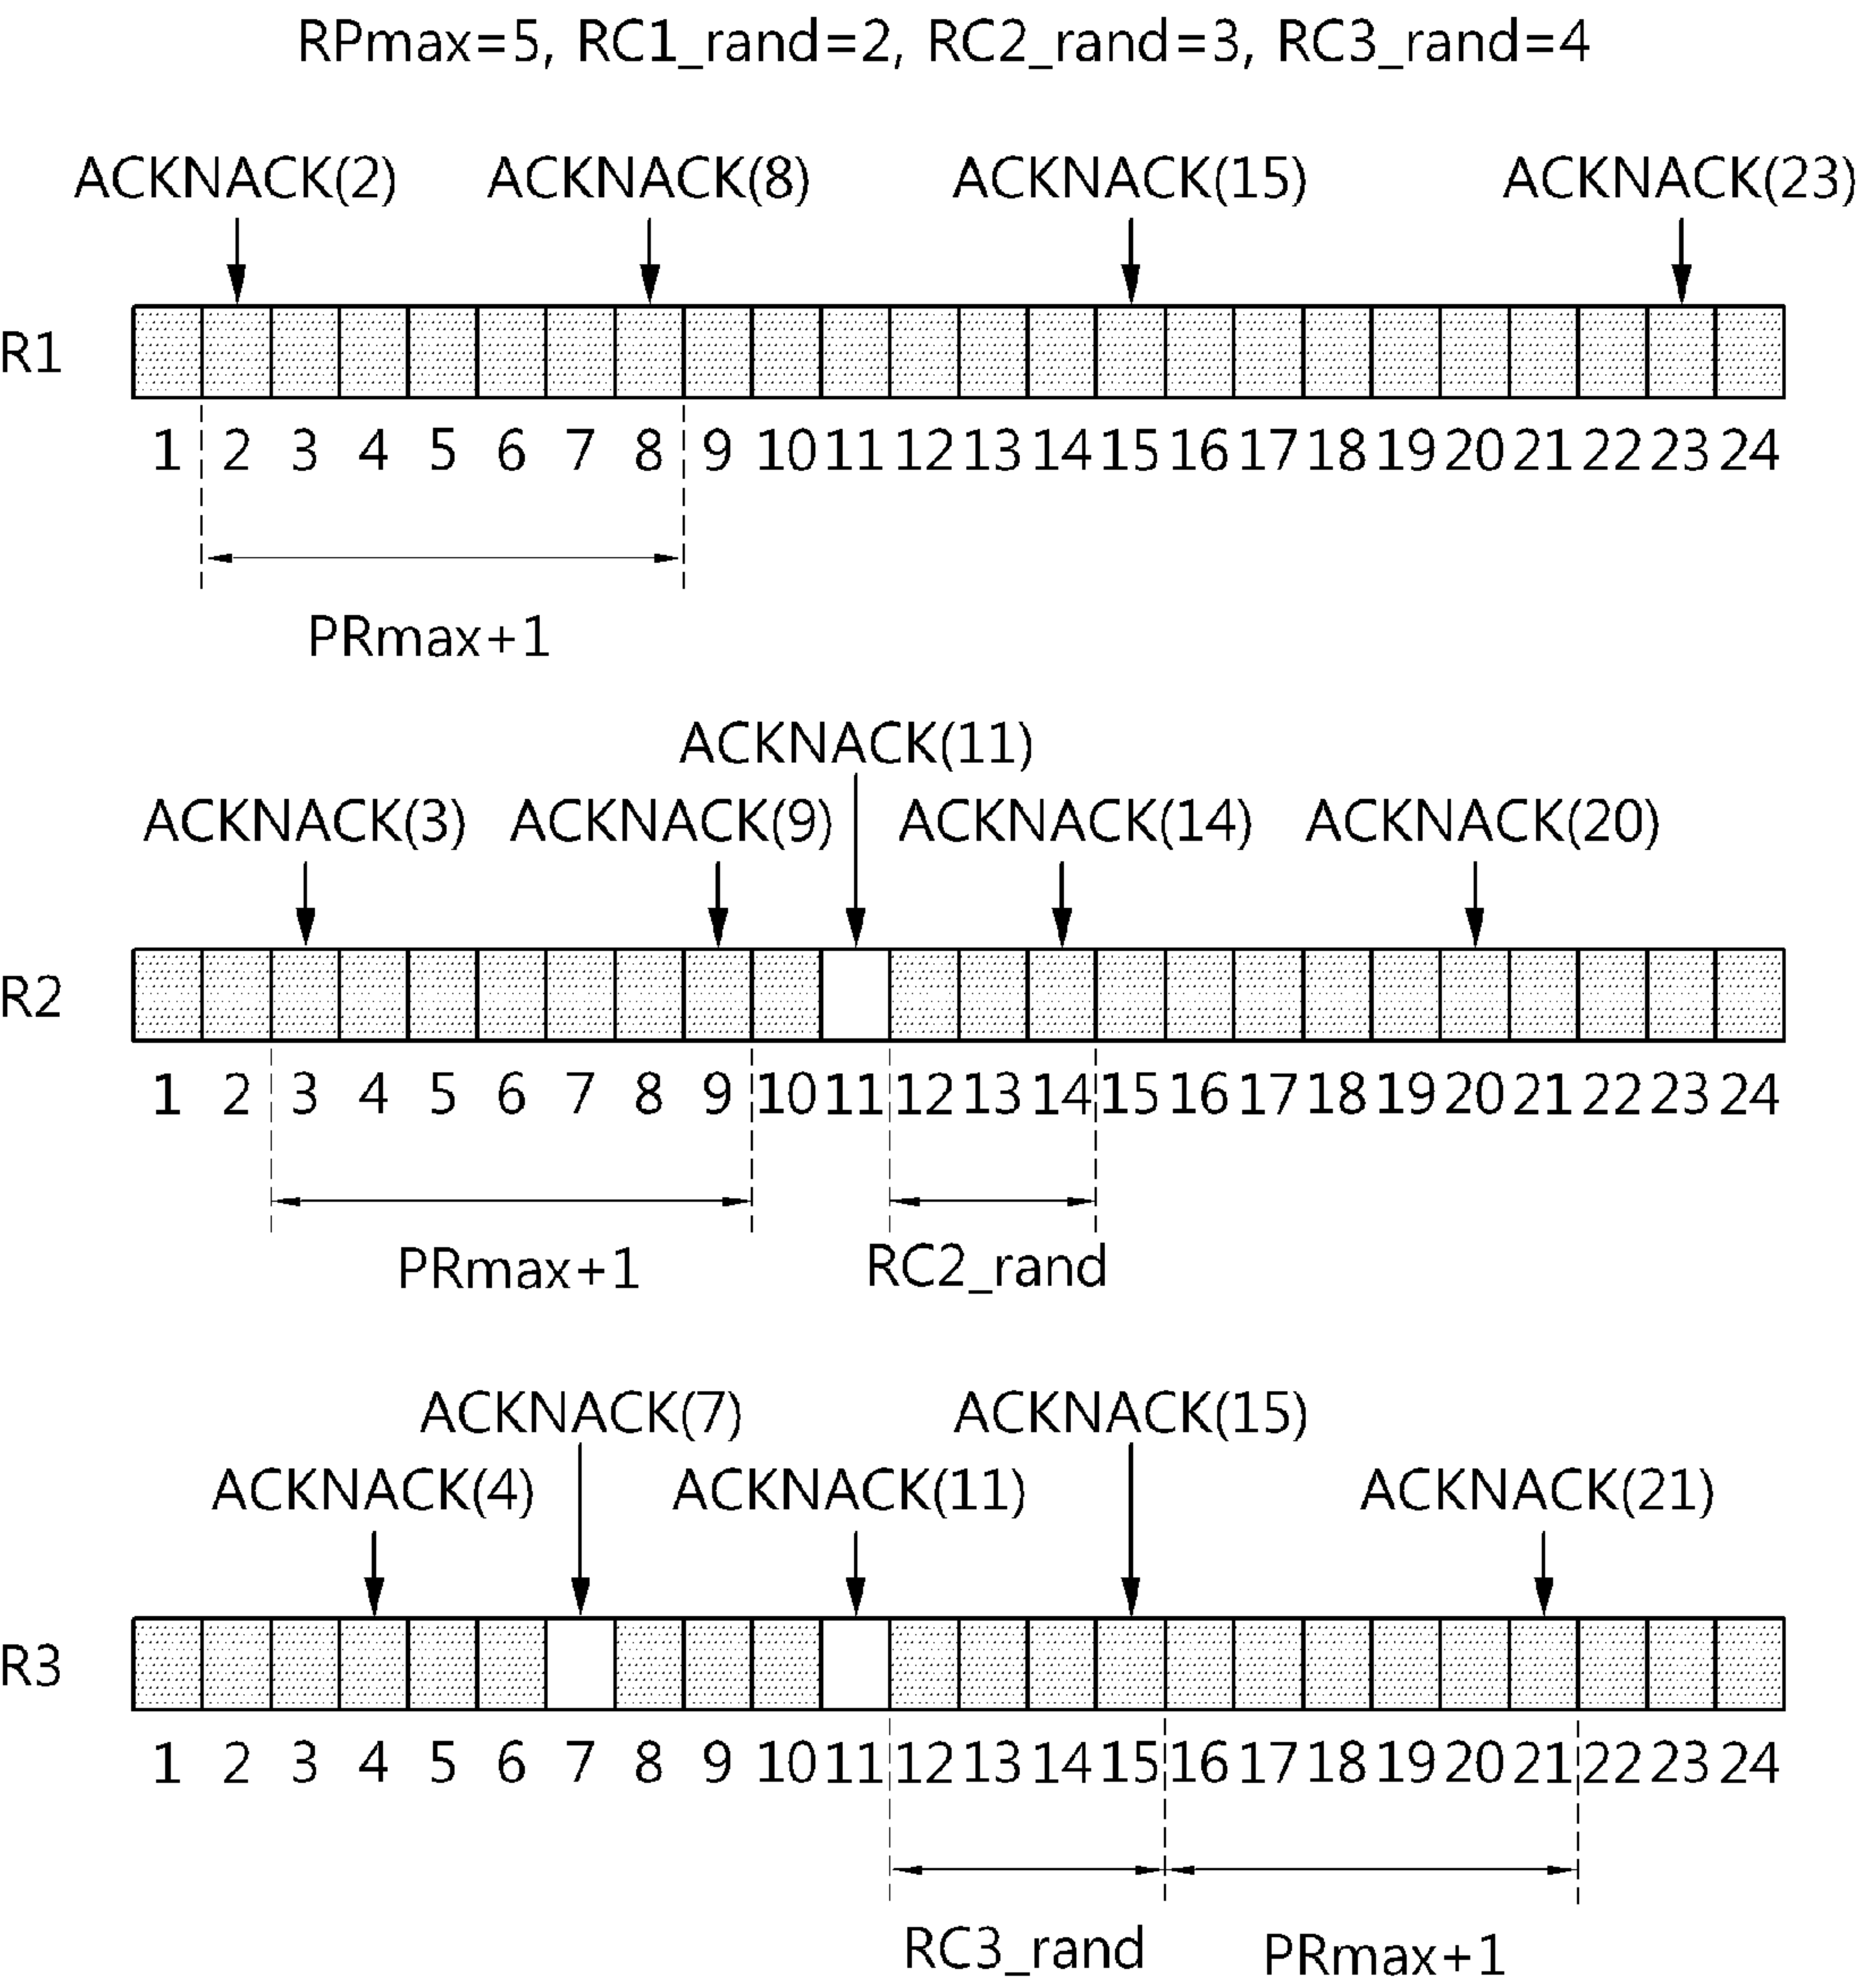 RPmax=5, RC1_rand=2, RC2_rand=3, RC3_rand=4
ACKNACK(2) ACKNACK(8) ACKNACK(15) ACKNACK(23)
R1
1 2 3 4 5 6 7 8 9 10 11 12 13 14 15 16 17 18 19 20 21 22 23 24
PRmax+1
ACKNACK(11)
ACKNACK(3) ACKNACK(9) ACKNACK(14) ACKNACK(20)
R2
1 2 3 4 5 6 7 8 9 10 11 12 13 14 15 16 17 18 19 20 21 22 23 24
PRmax+1 RC2_rand
ACKNACK(7) ACKNACK(15)
ACKNACK(4) ACKNACK(11) ACKNACK(21)
R3
1 2 3 4 5 6 7 8 9 10 11 12 13 14 15 16 17 18 19 20 21 22 23 24
RC3_rand PRmax+1